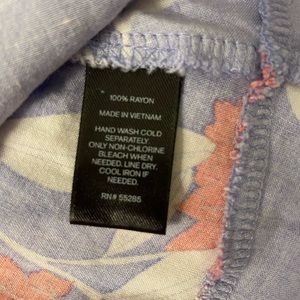 100% RAYON
MADE IN VIETNAM
HAND WASH COLD
SEPARATELY.
ONLY NON-CHLORINE
BLEACH WHEN
NEEDED. LINE DRY.
COOL IRON IF
NEEDED.
RN# 55285